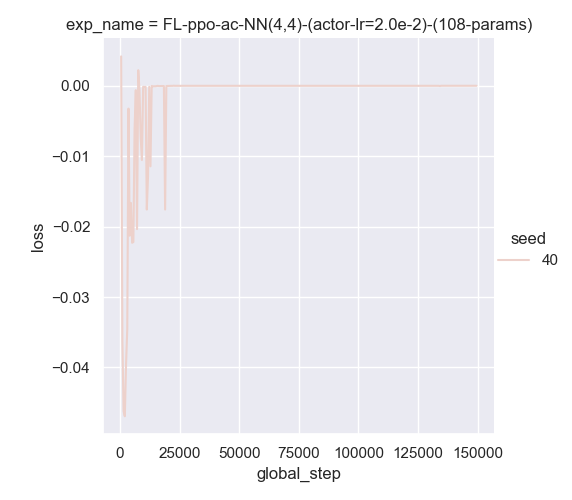 exp_name = FL-ppo-ac-NN(4,4)-(actor-lr=2.0e-2)-(108-params)
0.00
−0.01
−0.02
−0.03
−0.04
loss
seed
40
0 25000 50000 75000 100000 125000 150000
global_step